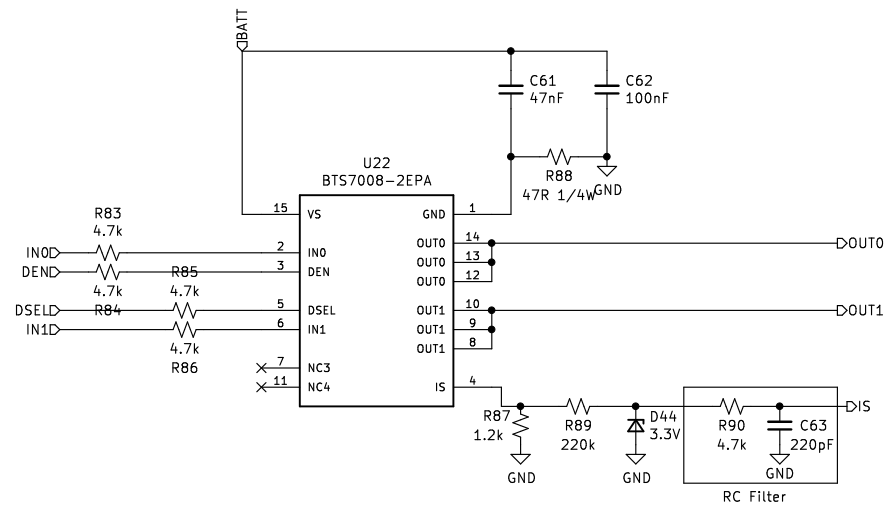 BATT
C61
47nF
C62
100nF
R88
47R 1/4W
GND
U22
BTS7008-2EPA
15 VS
GND 1
R83
4.7k
IN0
2 IN0
DEN
3 DEN
4.7k
R84
R85
4.7k
DSEL
5 DSEL
IN1
6 IN1
4.7k
R86
7 NC3
11 NC4
OUT0 14
OUT0 13
OUT0 12
OUT0
OUT1 10
OUT1 9
OUT1 8
OUT1
IS 4
R87
1.2k
GND
R89
220k
D44
3.3V
GND
R90
4.7k
C63
220pF
GND
IS
RC Filter